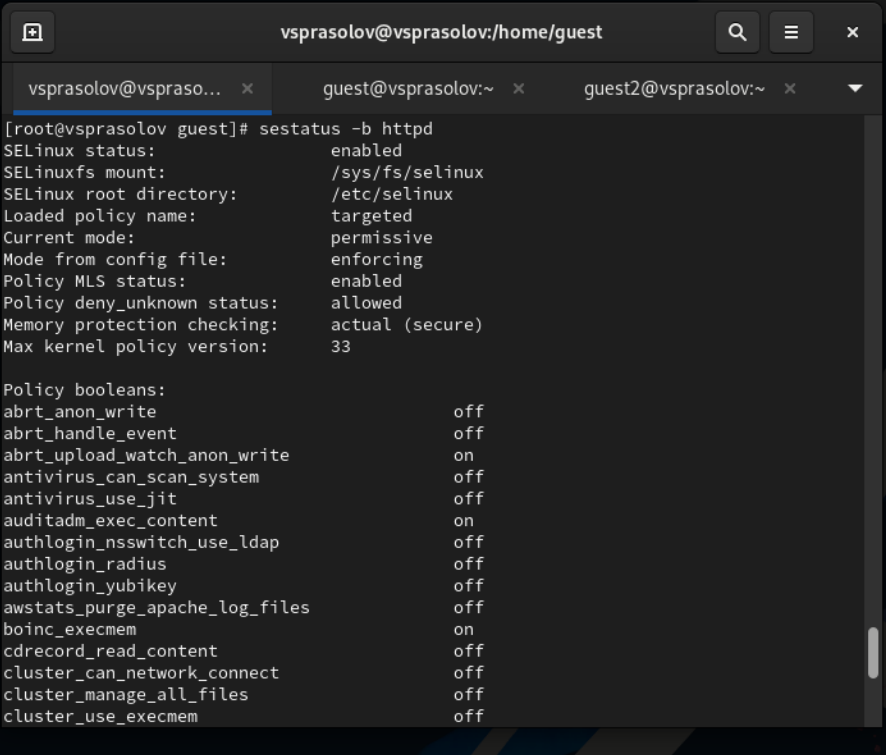 vsprasolov@vsprasolov:/home/guest
vsprasolov@vspraso... guest@vsprasolov:~ guest2@vsprasolov:~
[root@vsprasolov guest]# sestatus -b httpd
SELinux status:                 enabled
SELinuxfs mount:                /sys/fs/selinux
SELinux root directory:         /etc/selinux
Loaded policy name:             targeted
Current mode:                   permissive
Mode from config file:          enforcing
Policy MLS status:              enabled
Policy deny_unknown status:     allowed
Memory protection checking:     actual (secure)
Max kernel policy version:      33

Policy booleans:
abrt_anon_write                             off
abrt_handle_event                           off
abrt_upload_watch_anon_write                on
antivirus_can_scan_system                   off
antivirus_use_jit                           off
auditadm_exec_content                       on
authlogin_nsswitch_use_ldap                 off
authlogin_radius                            off
authlogin_yubikey                           off
awstats_purge_apache_log_files              off
boinc_execmem                               on
cdrecord_read_content                       off
cluster_can_network_connect                 off
cluster_manage_all_files                    off
cluster_use_execmem                         off